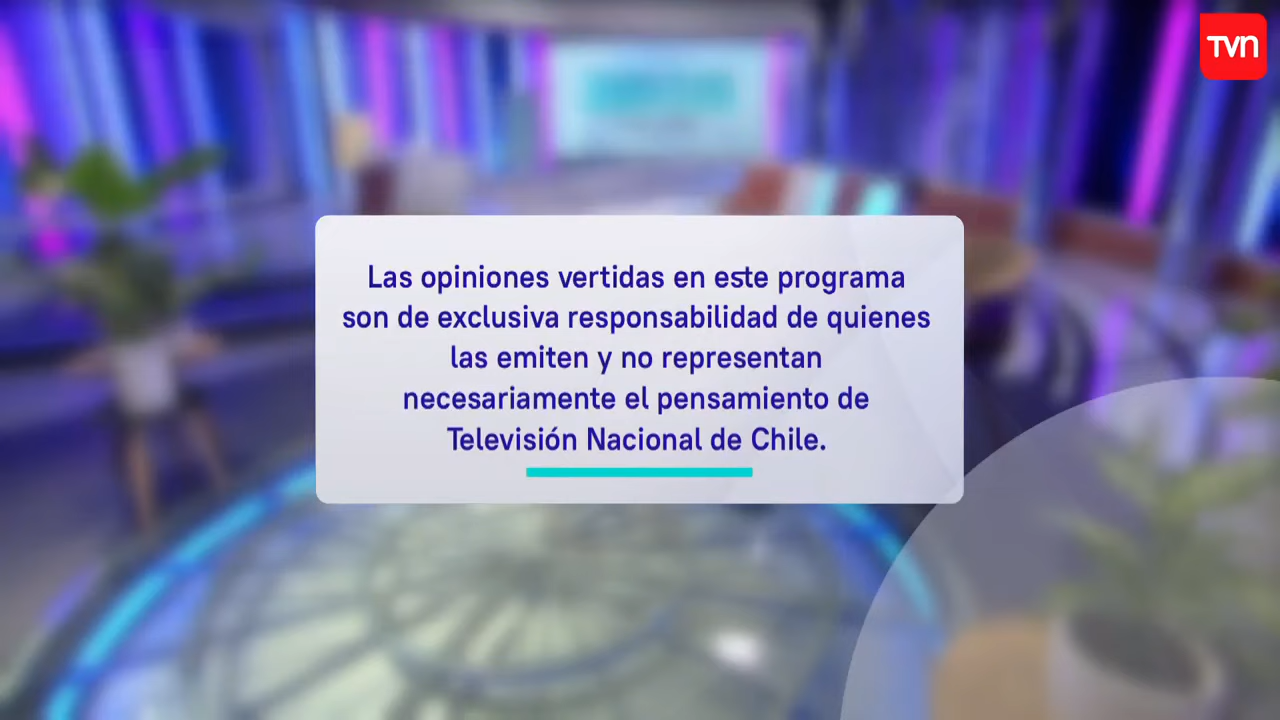 TVN
Las opiniones vertidas en este programa
son de exclusiva responsabilidad de quienes
las emiten y no representan
necesariamente el pensamiento de
Televisión Nacional de Chile.